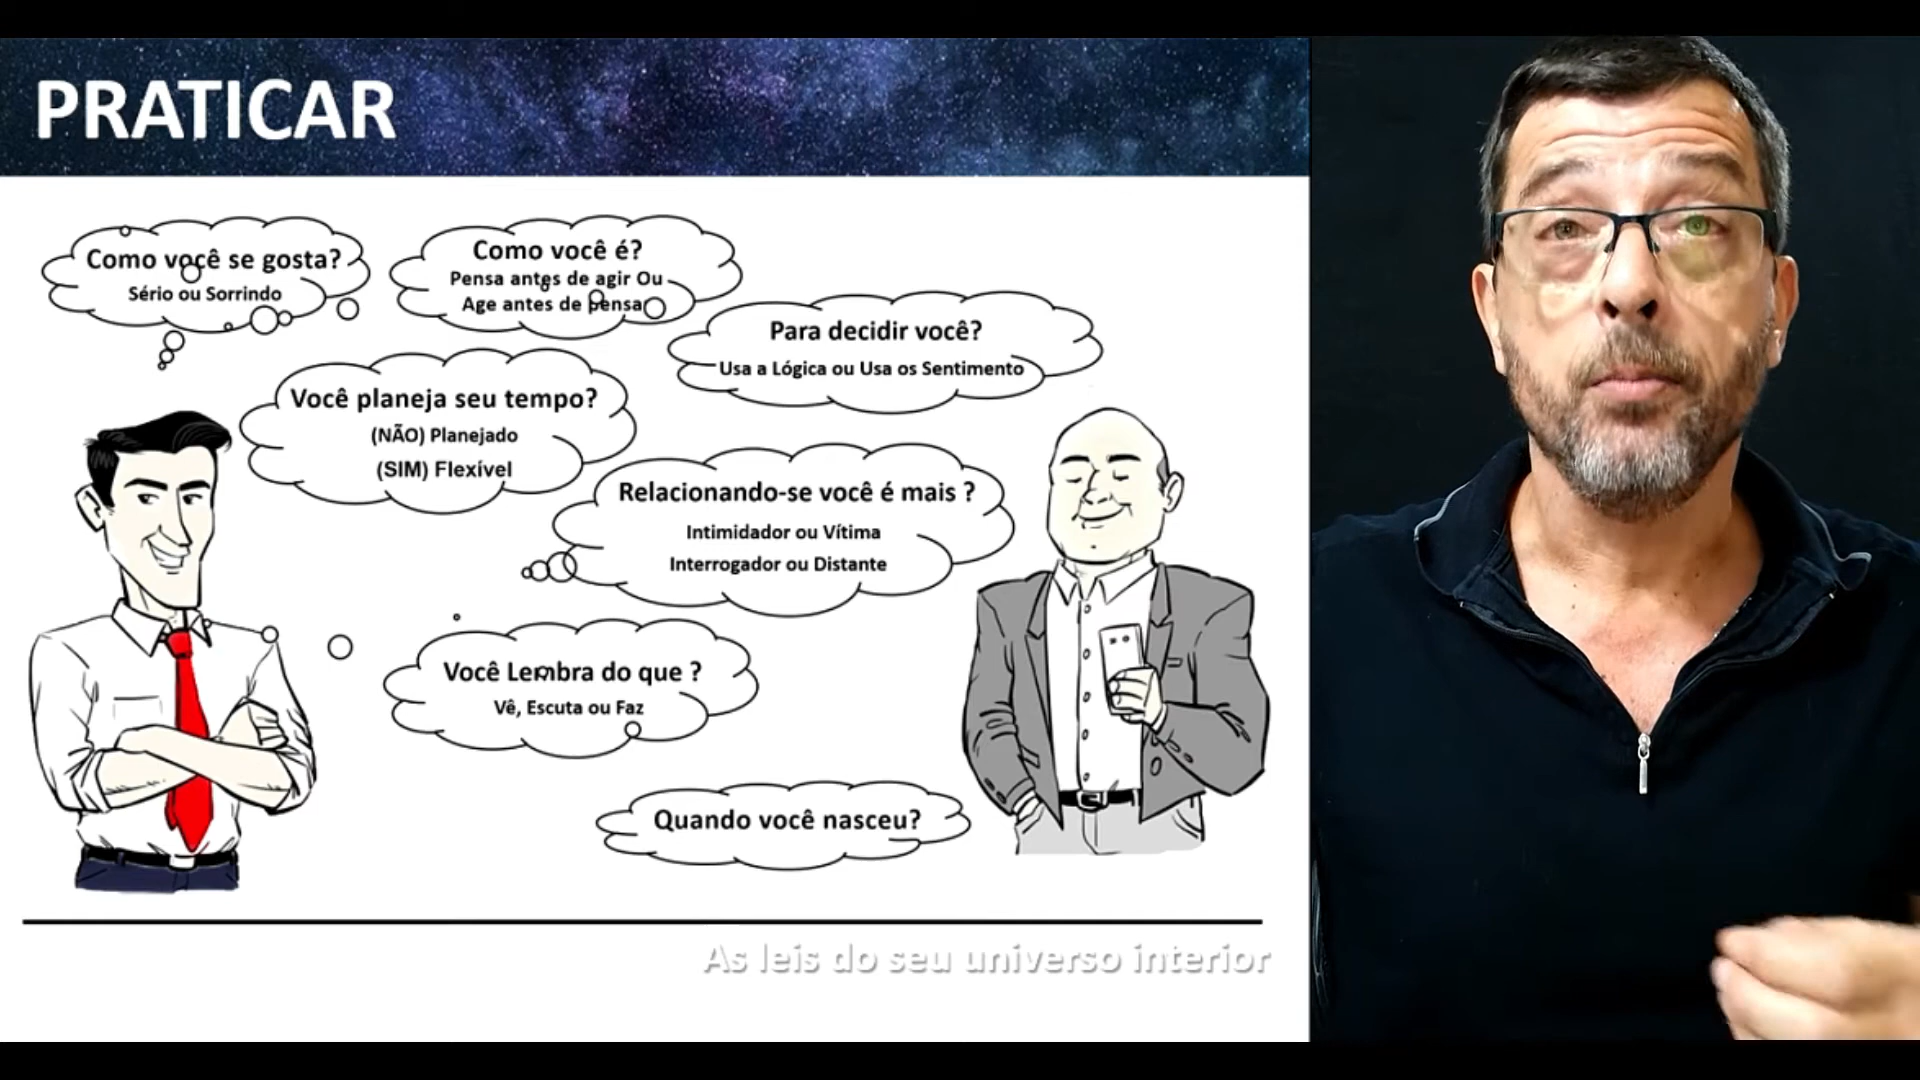 PRATICAR
Como você se gosta?
Sério ou Sorrindo
Como você é?
Pensa antes de agir Ou
Age antes de pensar
Para decidir você?
Usa a Lógica ou Usa os Sentimento
Você planeja seu tempo?
(NÃO) Planejado
(SIM) Flexível
Relacionando-se você é mais ?
Intimidador ou Vítima
Interrogador ou Distante
Você Lembra do que ?
Vê, Escuta ou Faz
Quando você nasceu?
As leis do seu universo interior